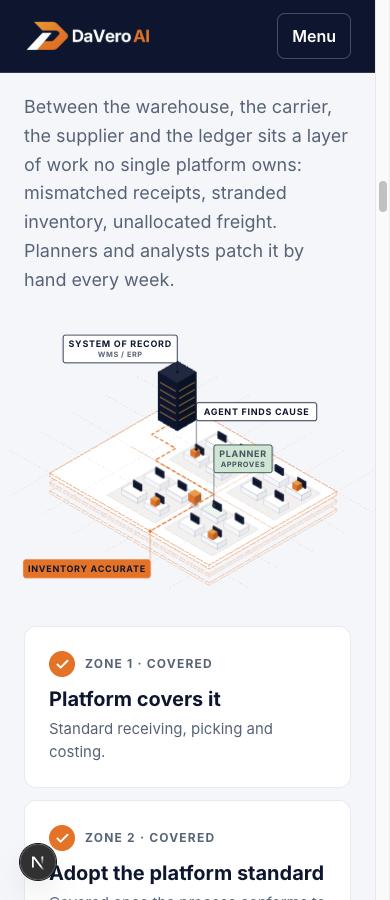 DaVero AI
Menu
Between the warehouse, the carrier,
the supplier and the ledger sits a layer
of work no single platform owns:
mismatched receipts, stranded
inventory, unallocated freight.
Planners and analysts patch it by
hand every week.
SYSTEM OF RECORD
WMS / ERP
AGENT FINDS CAUSE
PLANNER
APPROVES
INVENTORY ACCURATE
ZONE 1 · COVERED
Platform covers it
Standard receiving, picking and
costing.
ZONE 2 · COVERED
N
Adopt the platform standard